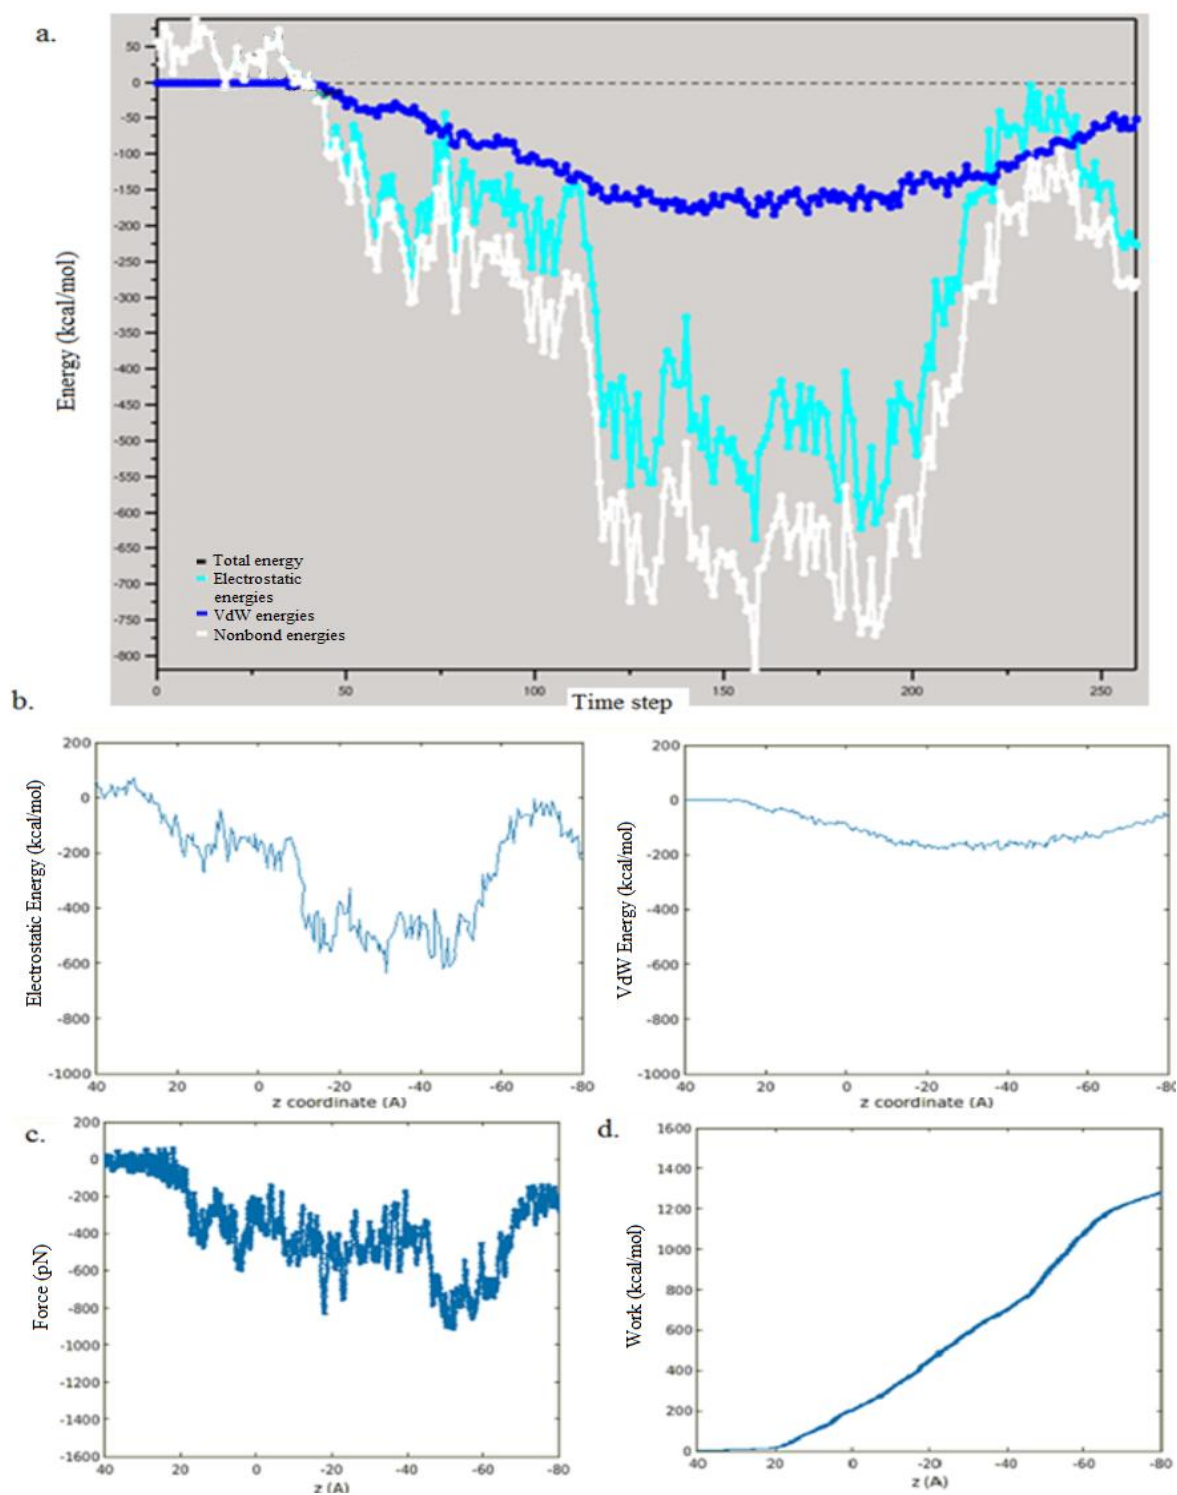 a.
50
0
-50
-100
-150
-200
-250
-300
-350
-400
-450
-500
-550
-600
-650
-700
-750
-800
Energy (kcal/mol)
Total energy
Electrostatic
energies
VdW energies
Nonbond energies
0 50 100 150 200 250
Time step
b.
200
0
-200
-400
-600
-800
-1000
Electrostatic Energy (kcal/mol)
40 20 0 -20 -40 -60 -80
z coordinate (A)
200
0
-200
-400
-600
-800
-1000
VdW Energy (kcal/mol)
40 20 0 -20 -40 -60 -80
z coordinate (A)
c.
200
0
-200
-400
-600
-800
-1000
-1200
-1400
-1600
Force (pN)
40 20 0 -20 -40 -60 -80
z (A)
d.
1600
1400
1200
1000
800
600
400
200
0
Work (kcal/mol)
40 20 0 -20 -40 -60 -80
z (A)